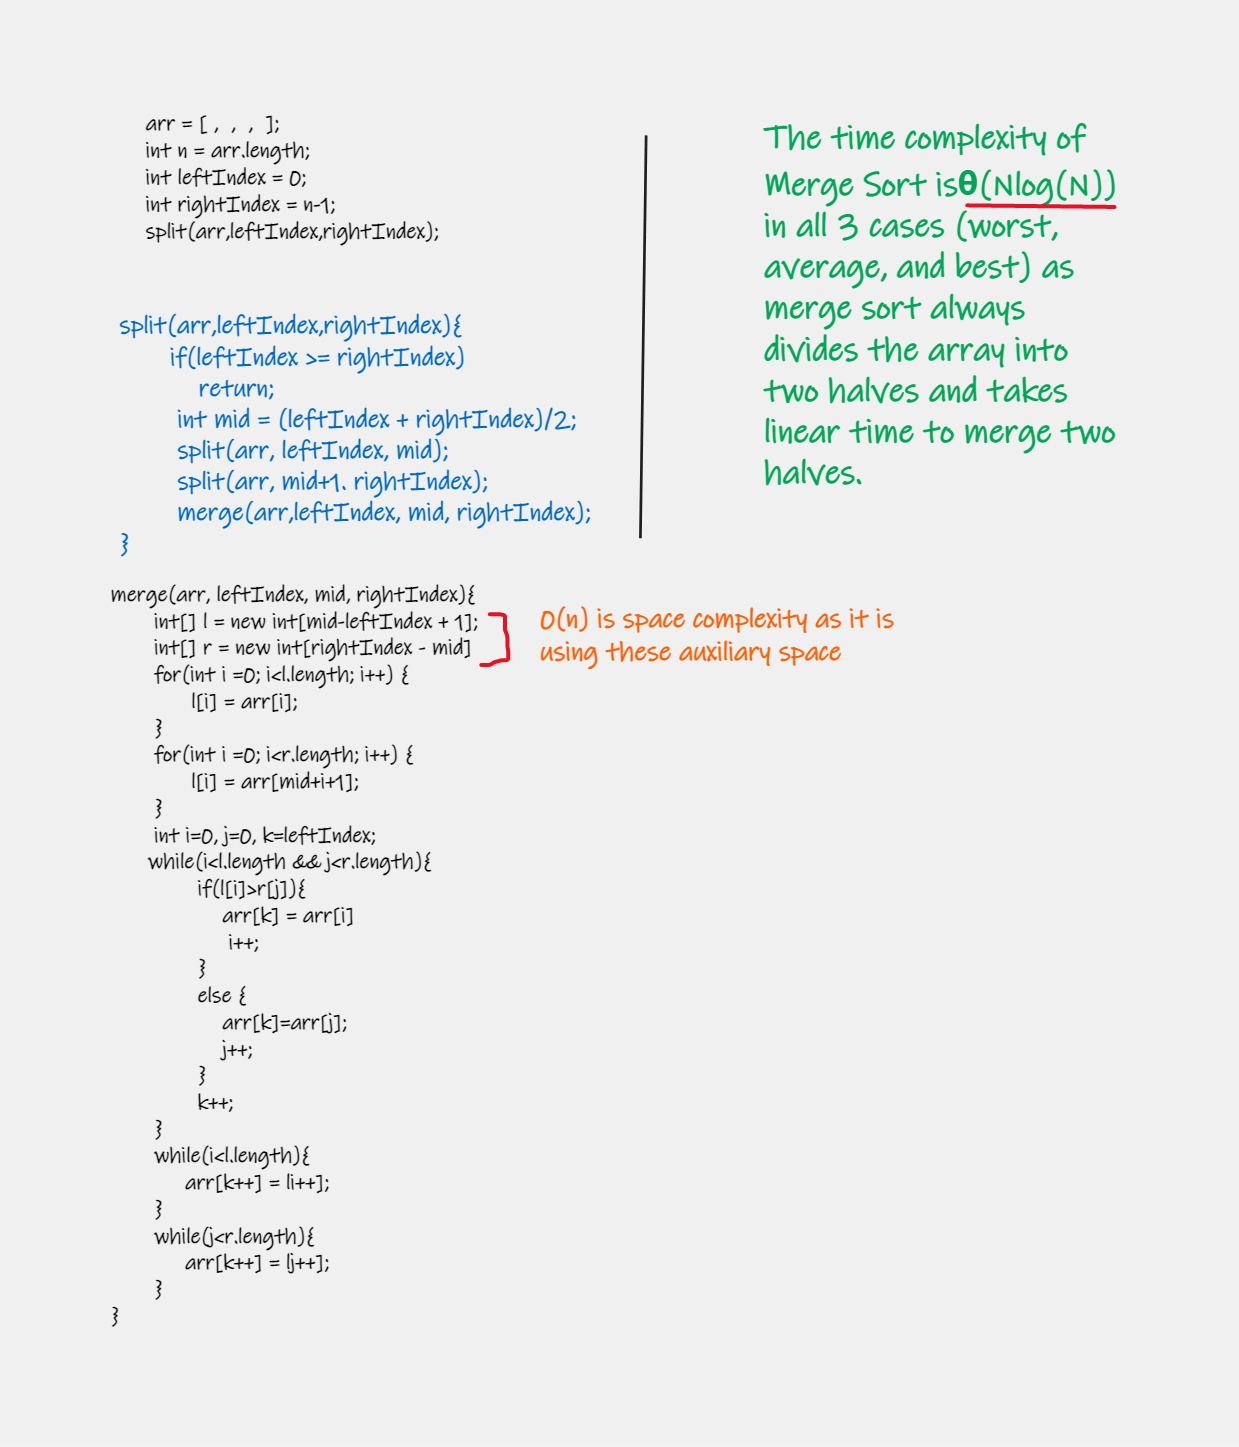 arr = [ , , , ];
int n = arr.length;
int leftIndex = 0;
int rightIndex = n-1;
split(arr,leftIndex,rightIndex);
The time complexity of
Merge Sort isθ(Nlog(N))
in all 3 cases (worst,
average, and best) as
merge sort always
divides the array into
two halves and takes
linear time to merge two
halves.
split(arr,leftIndex,rightIndex){
if(leftIndex >= rightIndex)
return;
int mid = (leftIndex + rightIndex)/2;
split(arr, leftIndex, mid);
split(arr, mid+1. rightIndex);
merge(arr,leftIndex, mid, rightIndex);
}
merge(arr, leftIndex, mid, rightIndex){
int[] l = new int[mid-leftIndex + 1];
int[] r = new int[rightIndex - mid]
O(n) is space complexity as it is
using these auxiliary space
for(int i =0; i<l.length; i++) {
l[i] = arr[i];
}
for(int i =0; i<r.length; i++) {
l[i] = arr[mid+i+1];
}
int i=0, j=0, k=leftIndex;
while(i<l.length && j<r.length){
if(l[i]>r[j]){
arr[k] = arr[i]
i++;
}
else {
arr[k]=arr[j];
j++;
}
k++;
}
while(i<l.length){
arr[k++] = li++];
}
while(j<r.length){
arr[k++] = lj++];
}
}